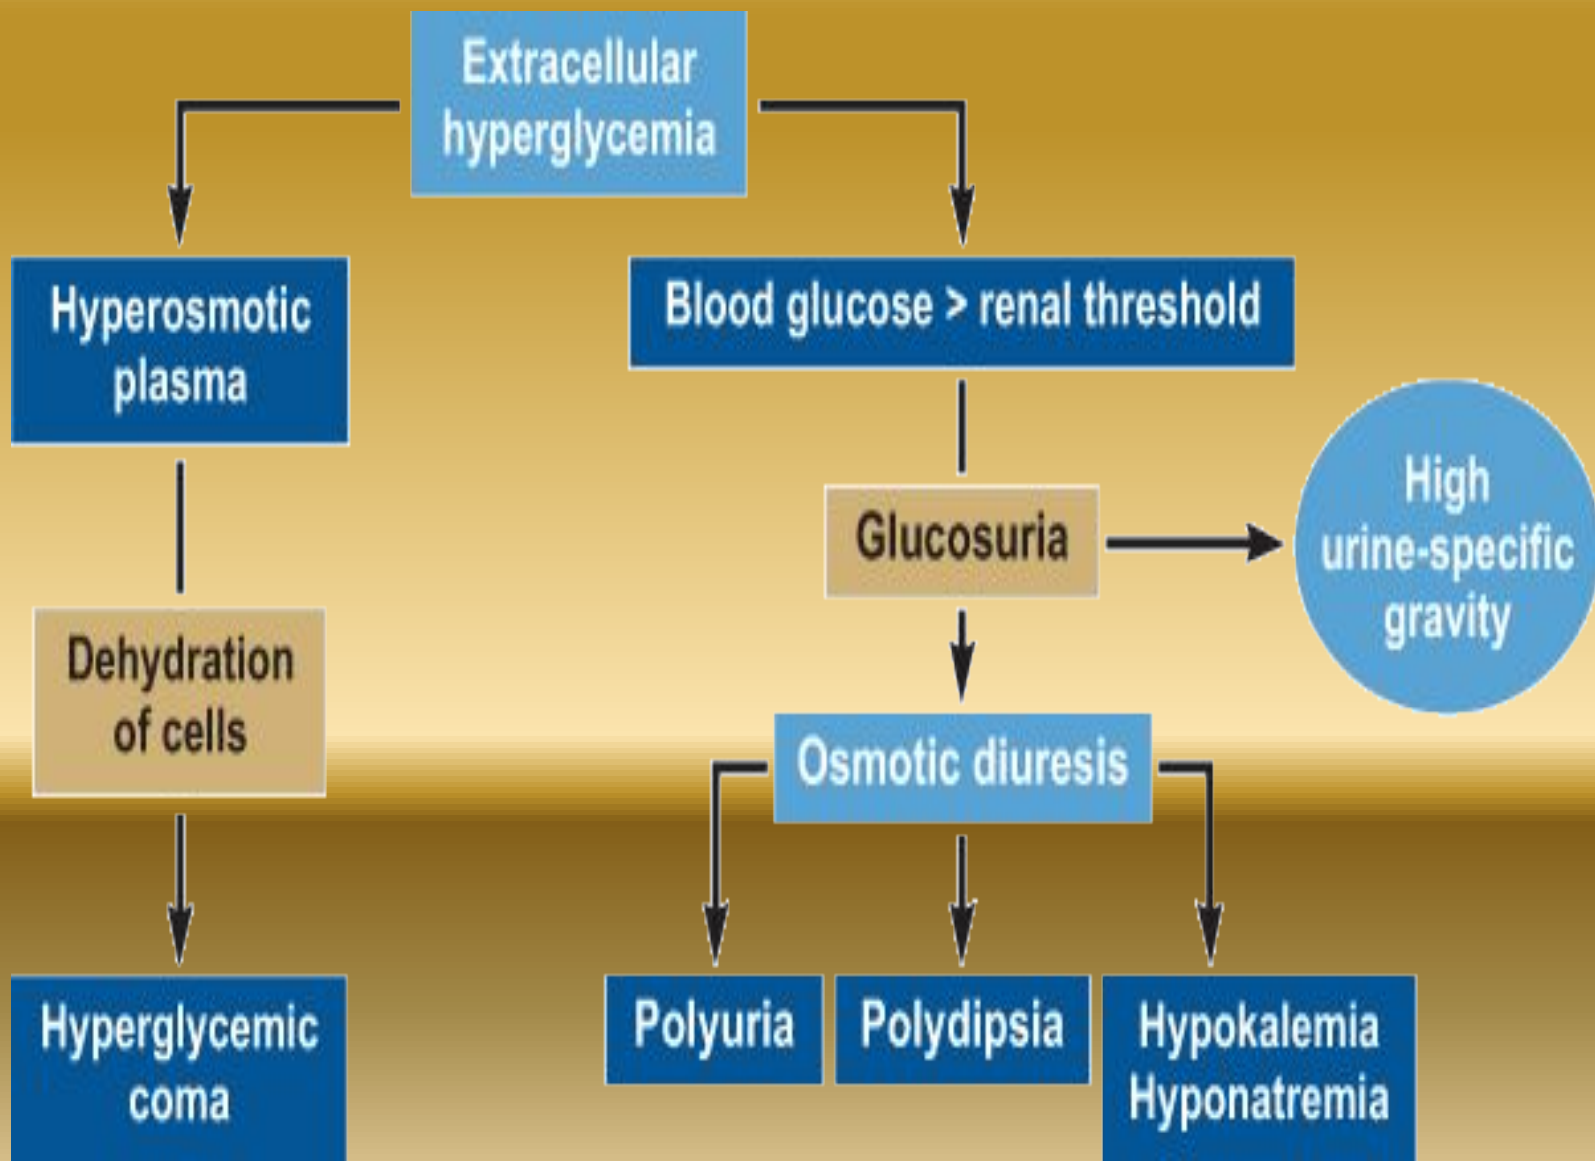 Extracellular
hyperglycemia
Hyperosmotic
plasma
Blood glucose > renal threshold
Glucosuria
High
urine-specific
gravity
Dehydration
of cells
Osmotic diuresis
Hyperglycemic
coma
Polyuria
Polydipsia
Hypokalemia
Hyponatremia